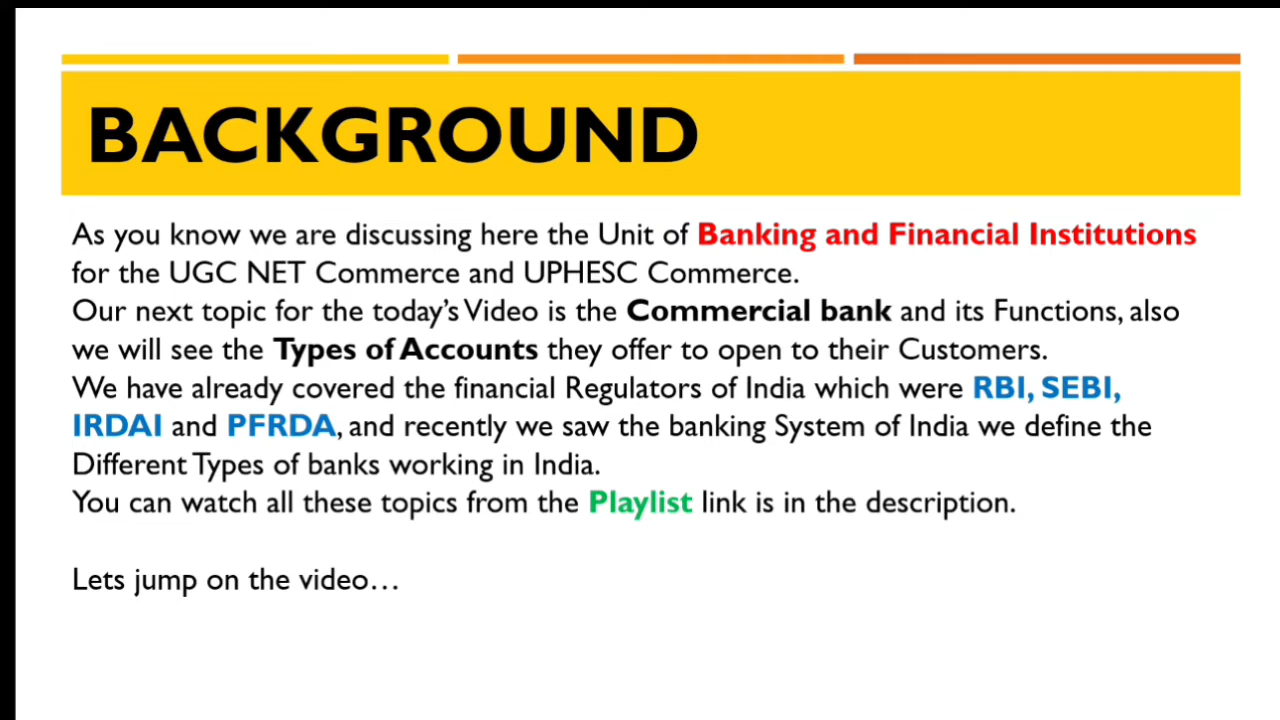 BACKGROUND
As you know we are discussing here the Unit of Banking and Financial Institutions
for the UGC NET Commerce and UPHESC Commerce.
Our next topic for the today's Video is the Commercial bank and its Functions, also
we will see the Types of Accounts they offer to open to their Customers.
We have already covered the financial Regulators of India which were RBI, SEBI,
IRDAI and PFRDA, and recently we saw the banking System of India we define the
Different Types of banks working in India.
You can watch all these topics from the Playlist link is in the description.
Lets jump on the video…